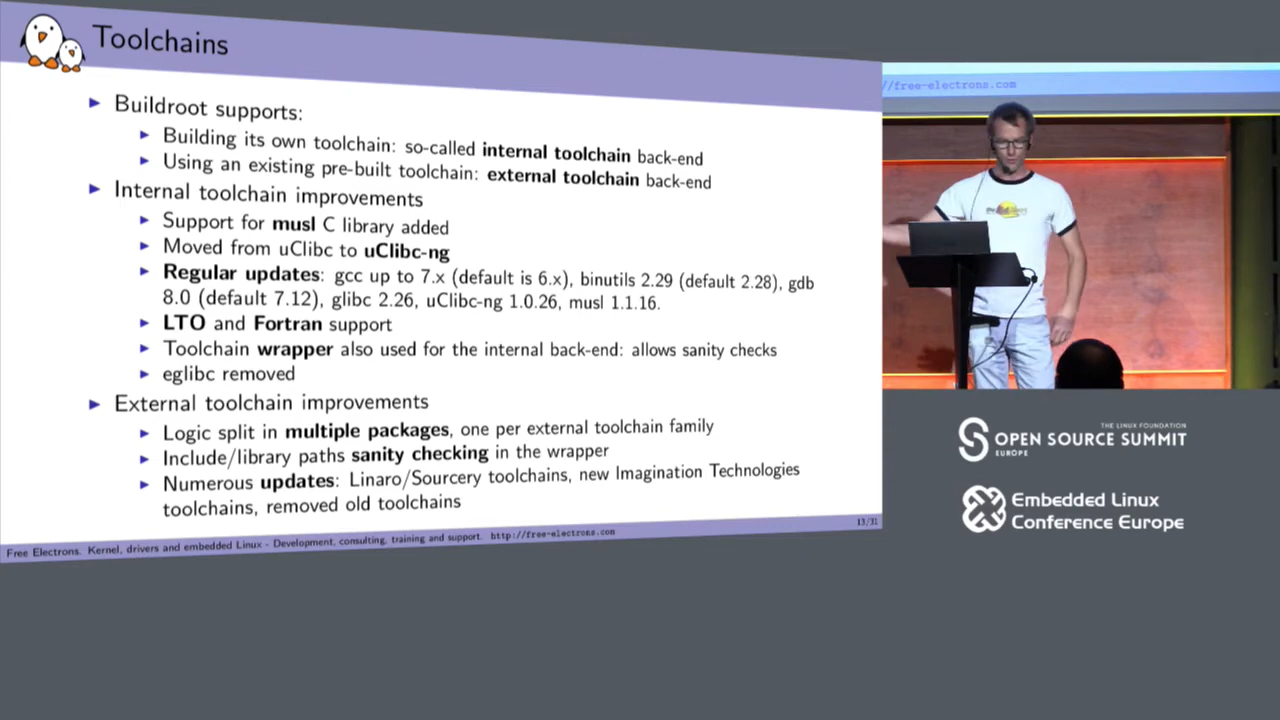 Toolchains
Buildroot supports:
Building its own toolchain: so-called internal toolchain back-end
Using an existing pre-built toolchain: external toolchain back-end
Internal toolchain improvements
Support for musl C library added
Moved from uClibc to uClibc-ng
Regular updates: gcc up to 7.x (default is 6.x), binutils 2.29 (default 2.28), gdb
8.0 (default 7.12), glibc 2.26, uClibc-ng 1.0.26, musl 1.1.16.
LTO and Fortran support
Toolchain wrapper also used for the internal back-end: allows sanity checks
eglibc removed
External toolchain improvements
Logic split in multiple packages, one per external toolchain family
Include/library paths sanity checking in the wrapper
Numerous updates: Linaro/Sourcery toolchains, new Imagination Technologies
toolchains, removed old toolchains
13/31
Free Electrons. Kernel, drivers and embedded Linux - Development, consulting, training and support. http://free-electrons.com
//free-electrons.com
THE LINUX FOUNDATION
OPEN SOURCE SUMMIT
EUROPE
Embedded Linux
Conference Europe